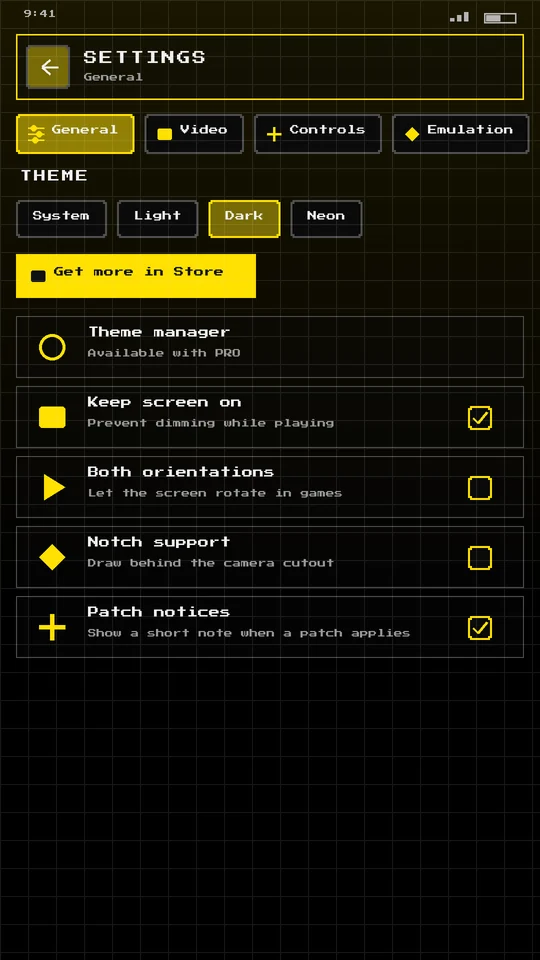 9:41
SETTINGS
General
General Video Controls Emulation
THEME
System Light Dark Neon
Get more in Store
Theme manager
Available with PRO
Keep screen on
Prevent dimming while playing
Both orientations
Let the screen rotate in games
Notch support
Draw behind the camera cutout
Patch notices
Show a short note when a patch applies